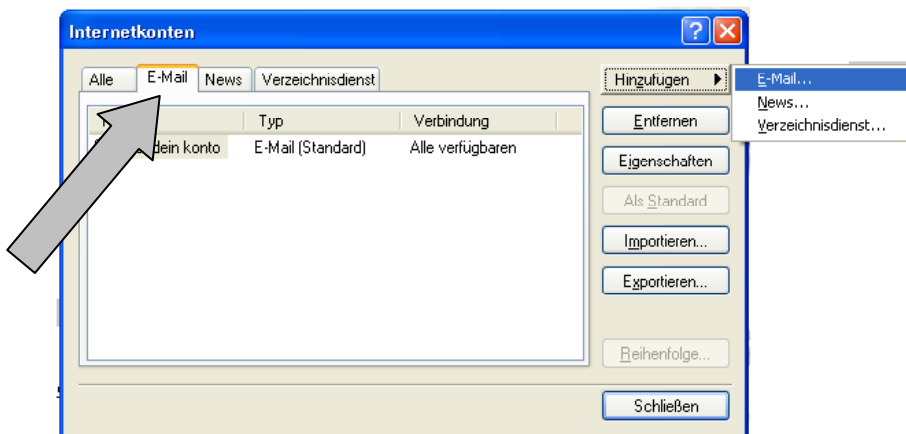 Internetkonten
Alle E-Mail News Verzeichnisdienst
Hinzufügen
E-Mail...
News...
Verzeichnisdienst...
Typ Verbindung
dein konto E-Mail (Standard) Alle verfügbaren
Entfernen
Eigenschaften
Als Standard
Importieren...
Exportieren...
Reihenfolge...
Schließen